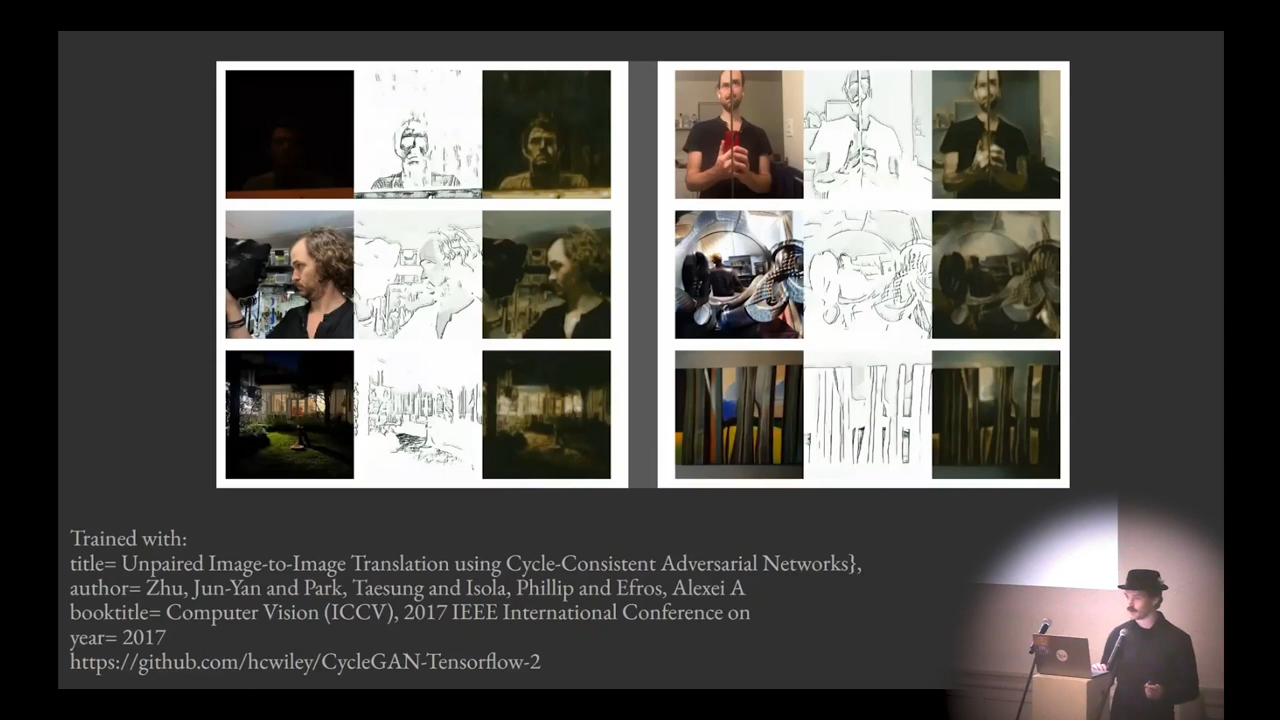 Trained with:
title= Unpaired Image-to-Image Translation using Cycle-Consistent Adversarial Networks},
author= Zhu, Jun-Yan and Park, Taesung and Isola, Phillip and Efros, Alexei A
booktitle= Computer Vision (ICCV), 2017 IEEE International Conference on
year= 2017
https://github.com/hcwiley/CycleGAN-Tensorflow-2